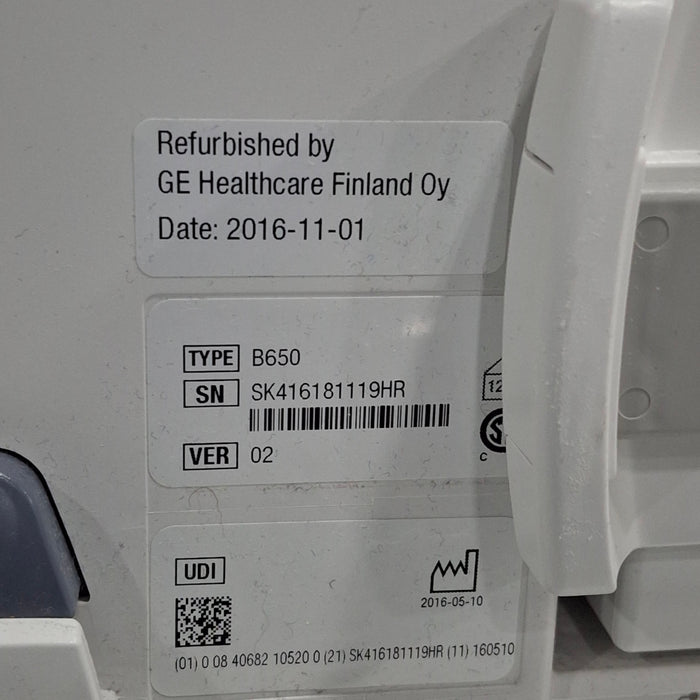 Refurbished by
GE Healthcare Finland Oy
Date: 2016-11-01
TYPE B650
SN SK416181119HR
VER 02
C
UDI
2016-05-10
(01) 0 08 40682 10520 0 (21) SK416181119HR (11) 160510